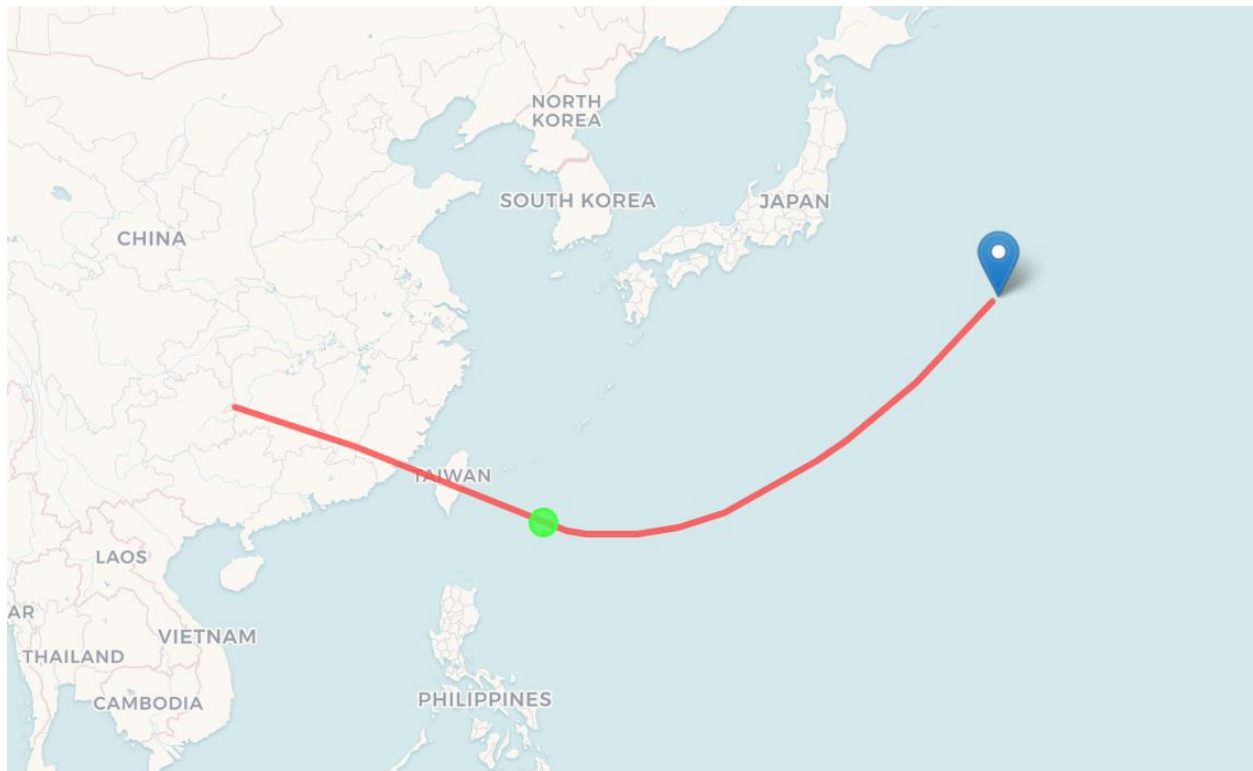 NORTH
KOREA
SOUTH KOREA
JAPAN
CHINA
TAIWAN
LAOS
AR
VIETNAM
THAILAND
CAMBODIA
PHILIPPINES